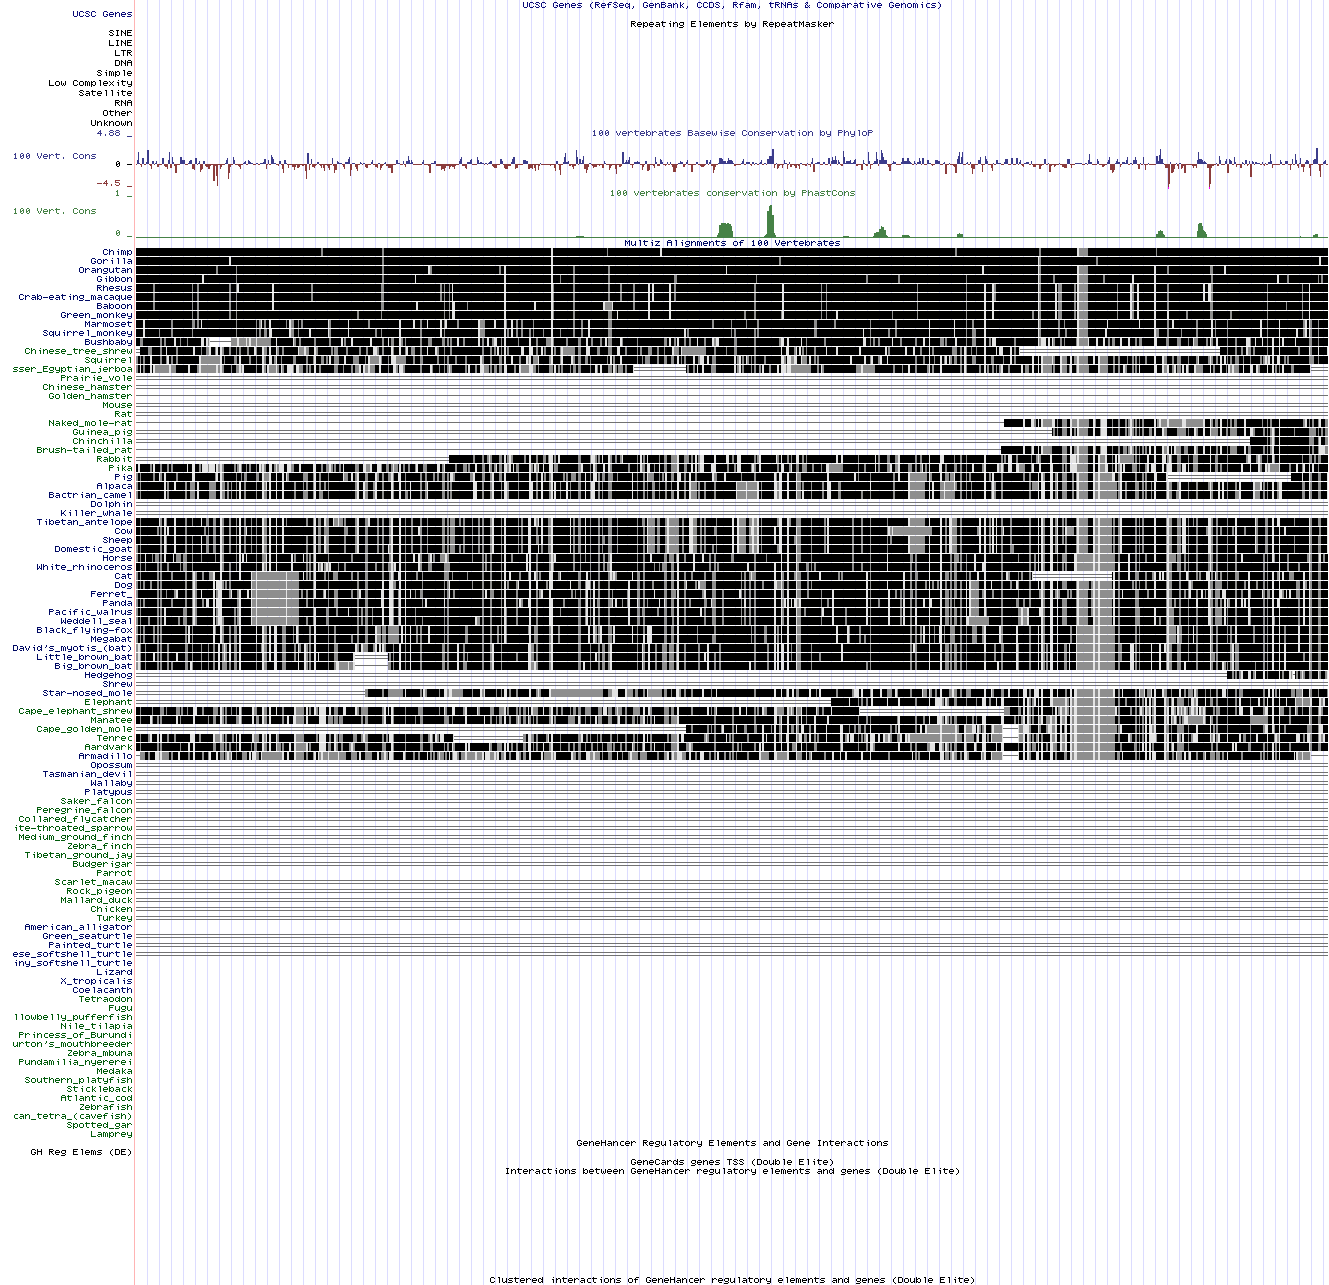 UCSC Genes (RefSeq, GenBank, CCDS, Rfam, tRNAs & Comparative Genomics)
UCSC Genes
Repeating Elements by RepeatMasker
SINE
LINE
LTR
DNA
Simple
Low Complexity
Satellite
RNA
Other
Unknown
4.88 _
100 vertebrates Basewise Conservation by PhyloP
100 Vert. Cons
0 -
-4.5 _
100 vertebrates conservation by PhastCons
1 _
100 Vert. Cons
0 _
Multiz Alignments of 100 Vertebrates
Chimp
Gorilla
Orangutan
Gibbon
Rhesus
Crab-eating_macaque
Baboon
Green_monkey
Marmoset
Squirrel_monkey
Bushbaby
Chinese_tree_shrew
Squirrel
sser_Egyptian_jerboa
Prairie_vole
Chinese_hamster
Golden_hamster
Mouse
Rat
Naked_mole-rat
Guinea_pig
Chinchilla
Brush-tailed_rat
Rabbit
Pika
Pig
Alpaca
Bactrian_camel
Dolphin
Killer_whale
Tibetan_antelope
Cow
Sheep
Domestic_goat
Horse
White_rhinoceros
Cat
Dog
Ferret_
Panda
Pacific_walrus
Weddell_seal
Black_flying-fox
Megabat
David's_myotis_(bat)
Little_brown_bat
Big_brown_bat
Hedgehog
Shrew
Star-nosed_mole
Elephant
Cape_elephant_shrew
Manatee
Cape_golden_mole
Tenrec
Aardvark
Armadillo
Opossum
Tasmanian_devil
Wallaby
Platypus
Saker_falcon
Peregrine_falcon
Collared_flycatcher
ite-throated_sparrow
Medium_ground_finch
Zebra_finch
Tibetan_ground_jay
Budgerigar
Parrot
Scarlet_macaw
Rock_pigeon
Mallard_duck
Chicken
Turkey
American_alligator
Green_seaturtle
Painted_turtle
ese_softshell_turtle
iny_softshell_turtle
Lizard
X_tropicalis
Coelacanth
Tetraodon
Fugu
llowbelly_pufferfish
Nile_tilapia
Princess_of_Burundi
urton's_mouthbreeder
Zebra_mbuna
Pundamilia_nyererei
Medaka
Southern_platyfish
Stickleback
Atlantic_cod
Zebrafish
can_tetra_(cavefish)
Spotted_gar
Lamprey
GeneHancer Regulatory Elements and Gene Interactions
GH Reg Elems (DE)
GeneCards genes TSS (Double Elite)
Interactions between GeneHancer regulatory elements and genes (Double Elite)
Clustered interactions of GeneHancer regulatory elements and genes (Double Elite)